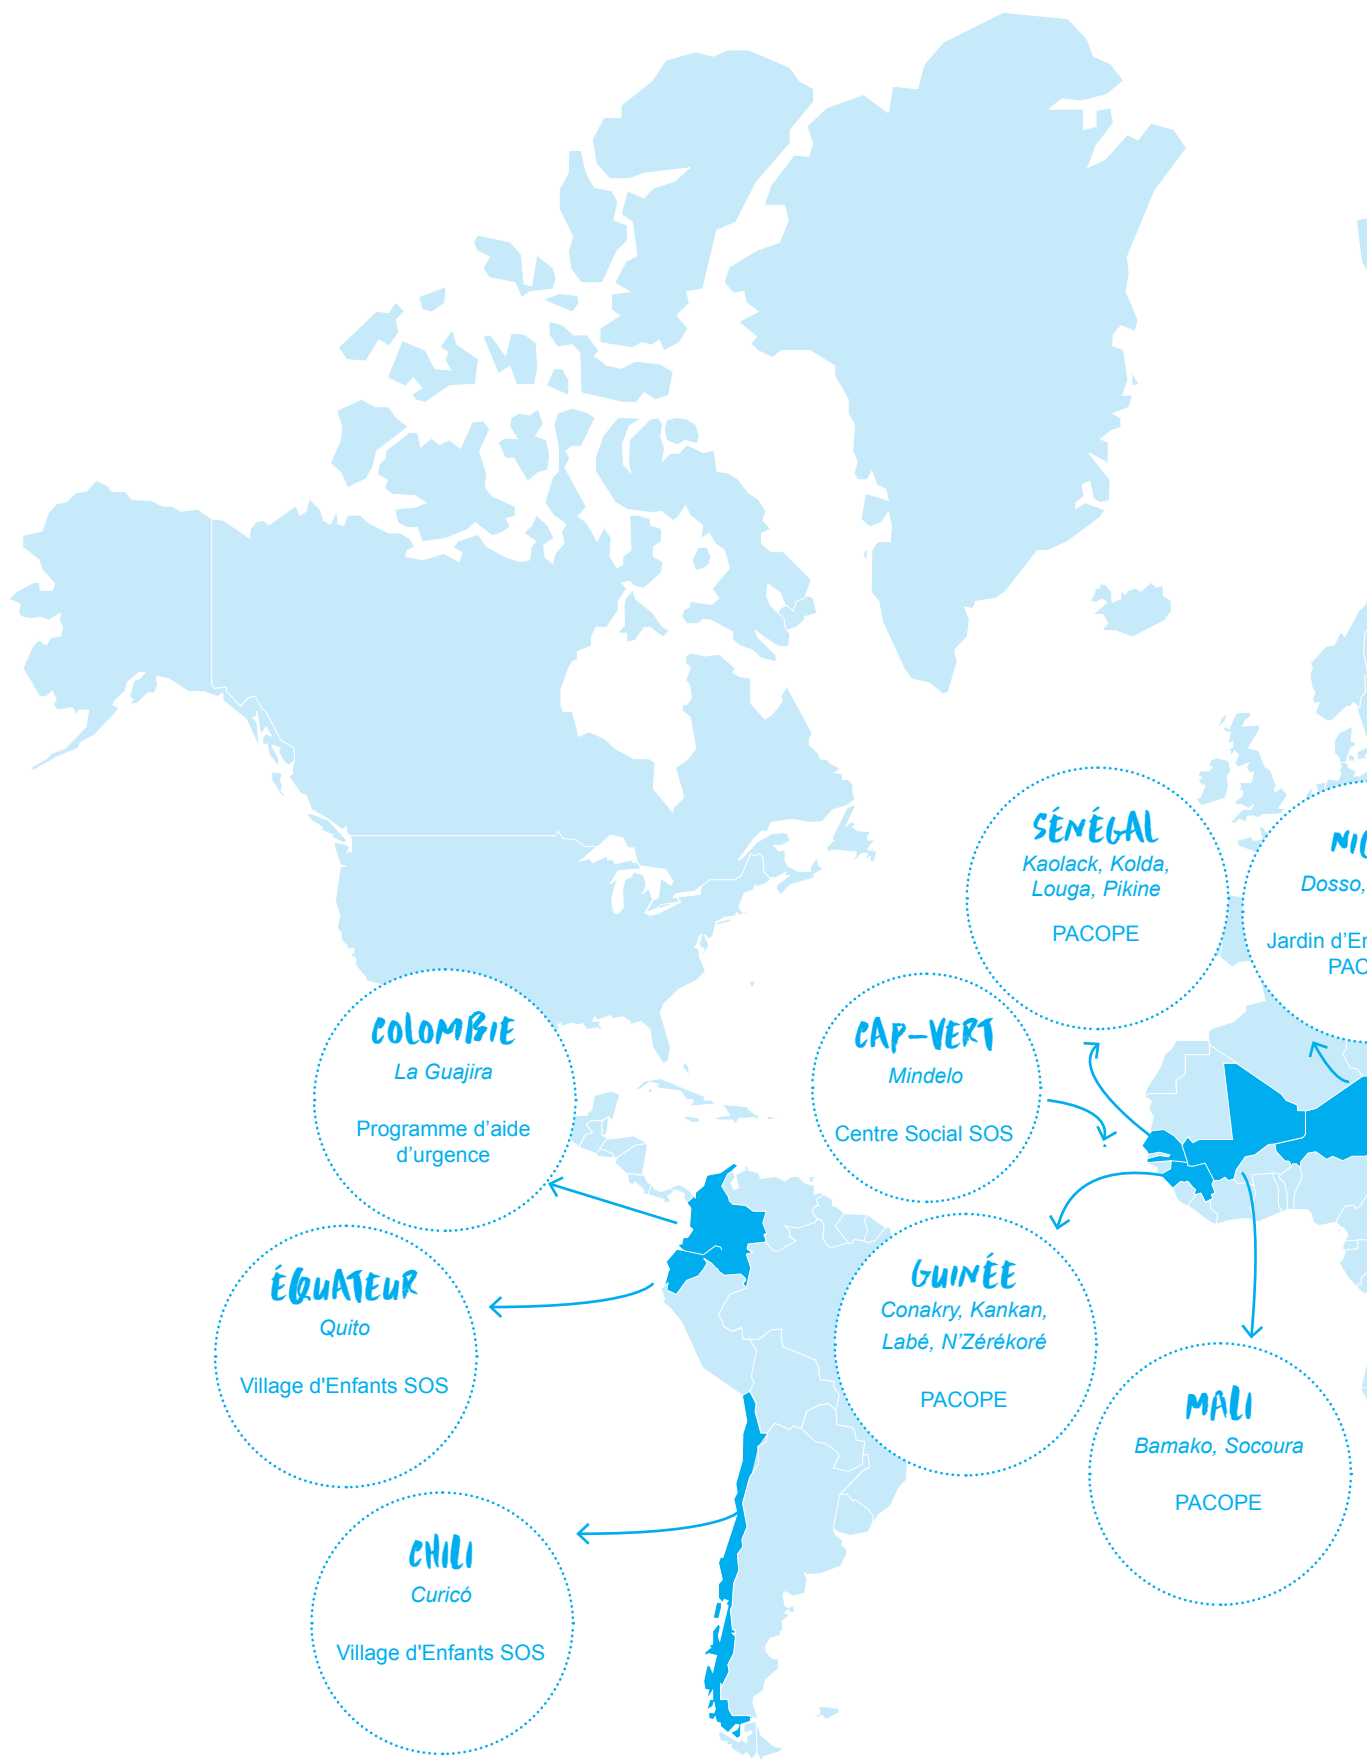 SÉNÉGAL
Kaolack, Kolda,
Louga, Pikine
PACOPE
Dosso,
Jardin
COLOMBIE
La Guajira
Programme d'aide
d'urgence
CAP-VERT
Mindelo
Centre Social SOS
ÉQUATEUR
Quito
Village d'Enfants SOS
GUINÉE
Conakry, Kankan,
Labé, N'Zérékoré
PACOPE
MALI
Bamako, Socoura
PACOPE
CHILI
Curicó
Village d'Enfants SOS